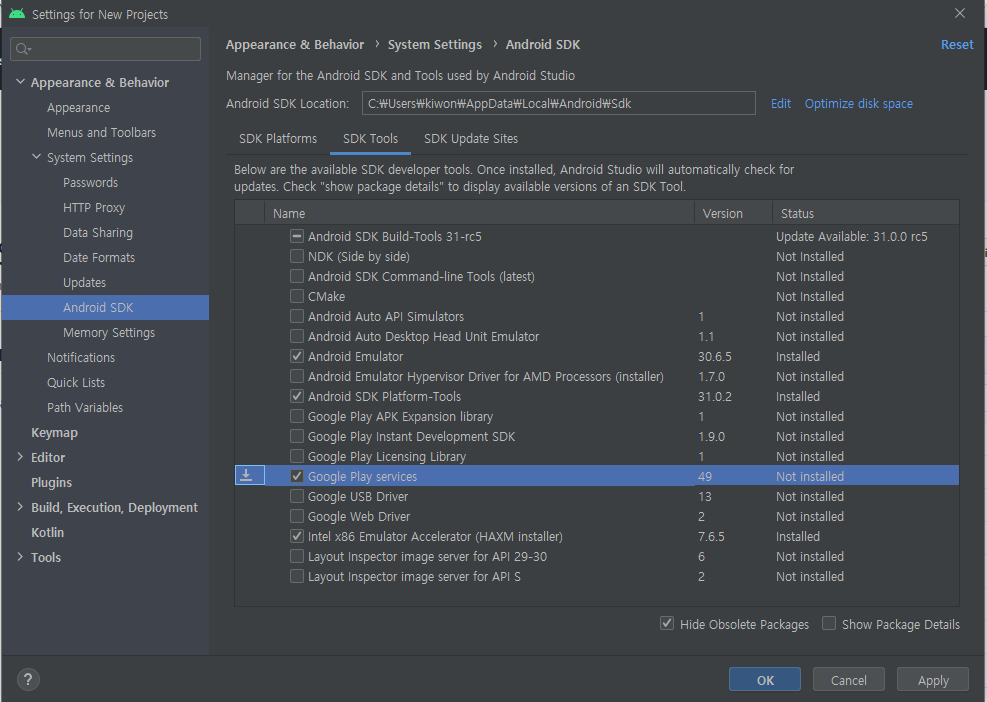 Settings for New Projects
Appearance & Behavior › System Settings › Android SDK
Reset
Manager for the Android SDK and Tools used by Android Studio
Android SDK Location: C:₩Users₩kiwon₩AppData₩Local₩Android₩Sdk Edit Optimize disk space
SDK Platforms SDK Tools SDK Update Sites
Below are the available SDK developer tools. Once installed, Android Studio will automatically check for
updates. Check "show package details" to display available versions of an SDK Tool.
Appearance & Behavior
Appearance
Menus and Toolbars
System Settings
Passwords
HTTP Proxy
Data Sharing
Date Formats
Updates
Android SDK
Memory Settings
Notifications
Quick Lists
Path Variables
Keymap
Editor
Plugins
Build, Execution, Deployment
Kotlin
Tools
Name Version Status
Android SDK Build-Tools 31-rc5 Update Available: 31.0.0 rc5
NDK (Side by side) Not Installed
Android SDK Command-line Tools (latest) Not Installed
CMake Not Installed
Android Auto API Simulators 1 Not installed
Android Auto Desktop Head Unit Emulator 1.1 Not installed
Android Emulator 30.6.5 Installed
Android Emulator Hypervisor Driver for AMD Processors (installer) 1.7.0 Not installed
Android SDK Platform-Tools 31.0.2 Installed
Google Play APK Expansion library 1 Not installed
Google Play Instant Development SDK 1.9.0 Not installed
Google Play Licensing Library 1 Not installed
Google Play services 49 Not installed
Google USB Driver 13 Not installed
Google Web Driver 2 Not installed
Intel x86 Emulator Accelerator (HAXM installer) 7.6.5 Installed
Layout Inspector image server for API 29-30 6 Not installed
Layout Inspector image server for API S 2 Not installed
Hide Obsolete Packages Show Package Details
?
OK Cancel Apply